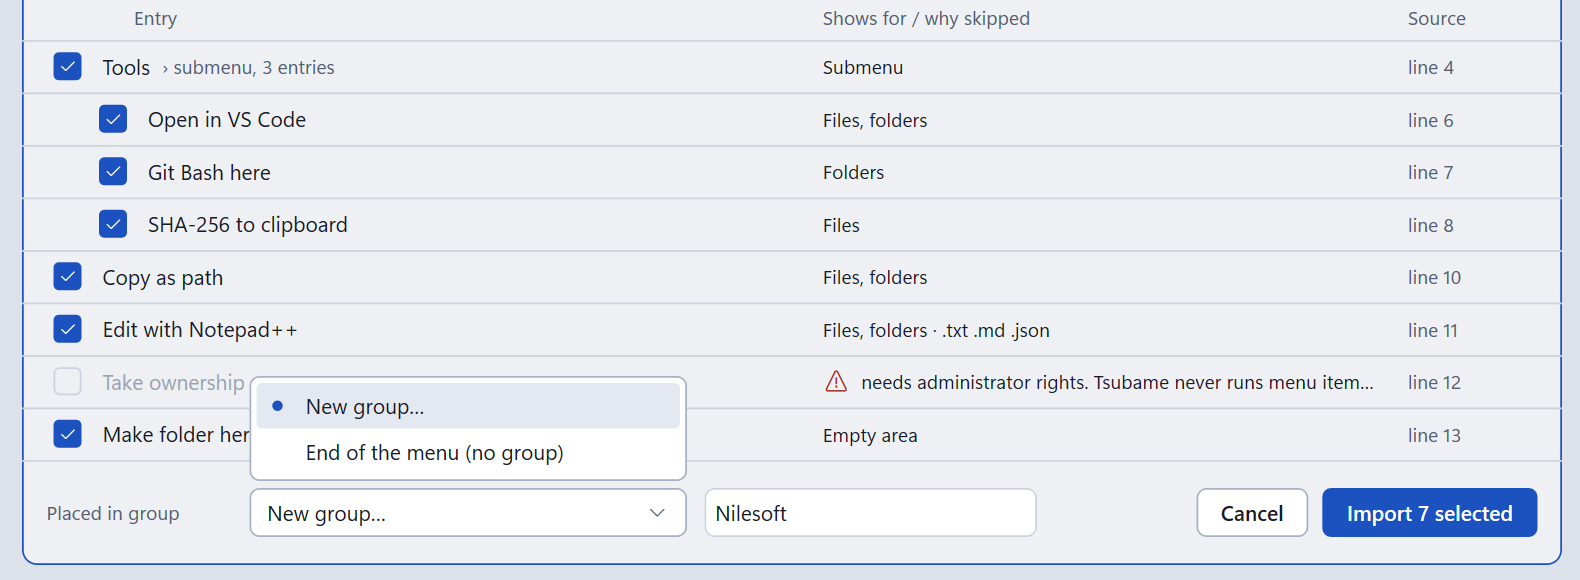 Entry Shows for / why skipped Source
Tools › submenu, 3 entries Submenu line 4
Open in VS Code Files, folders line 6
Git Bash here Folders line 7
SHA-256 to clipboard Files line 8
Copy as path Files, folders line 10
Edit with Notepad++ Files, folders · .txt .md .json line 11
Take ownership needs administrator rights. Tsubame never runs menu item... line 12
New group...
Make folder her Empty area line 13
End of the menu (no group)
Placed in group New group... Nilesoft Cancel Import 7 selected